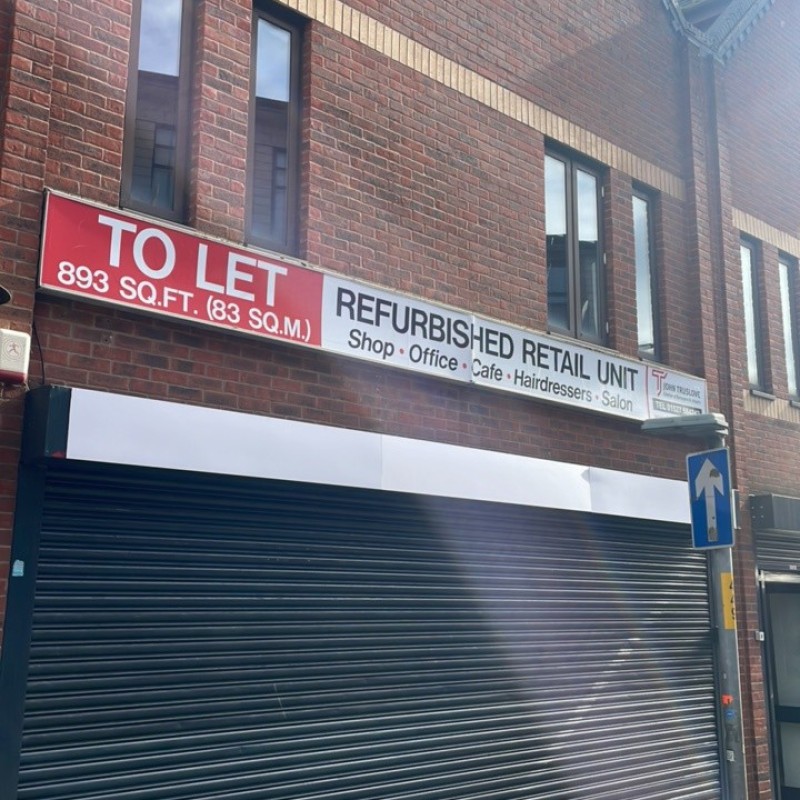 TO LET
893 SQ.FT. (83 SQ.M.)
REFURBISHED RETAIL UNIT
Shop • Office • Cafe • Hairdressers • Salon
JOHN TRUSLOVE